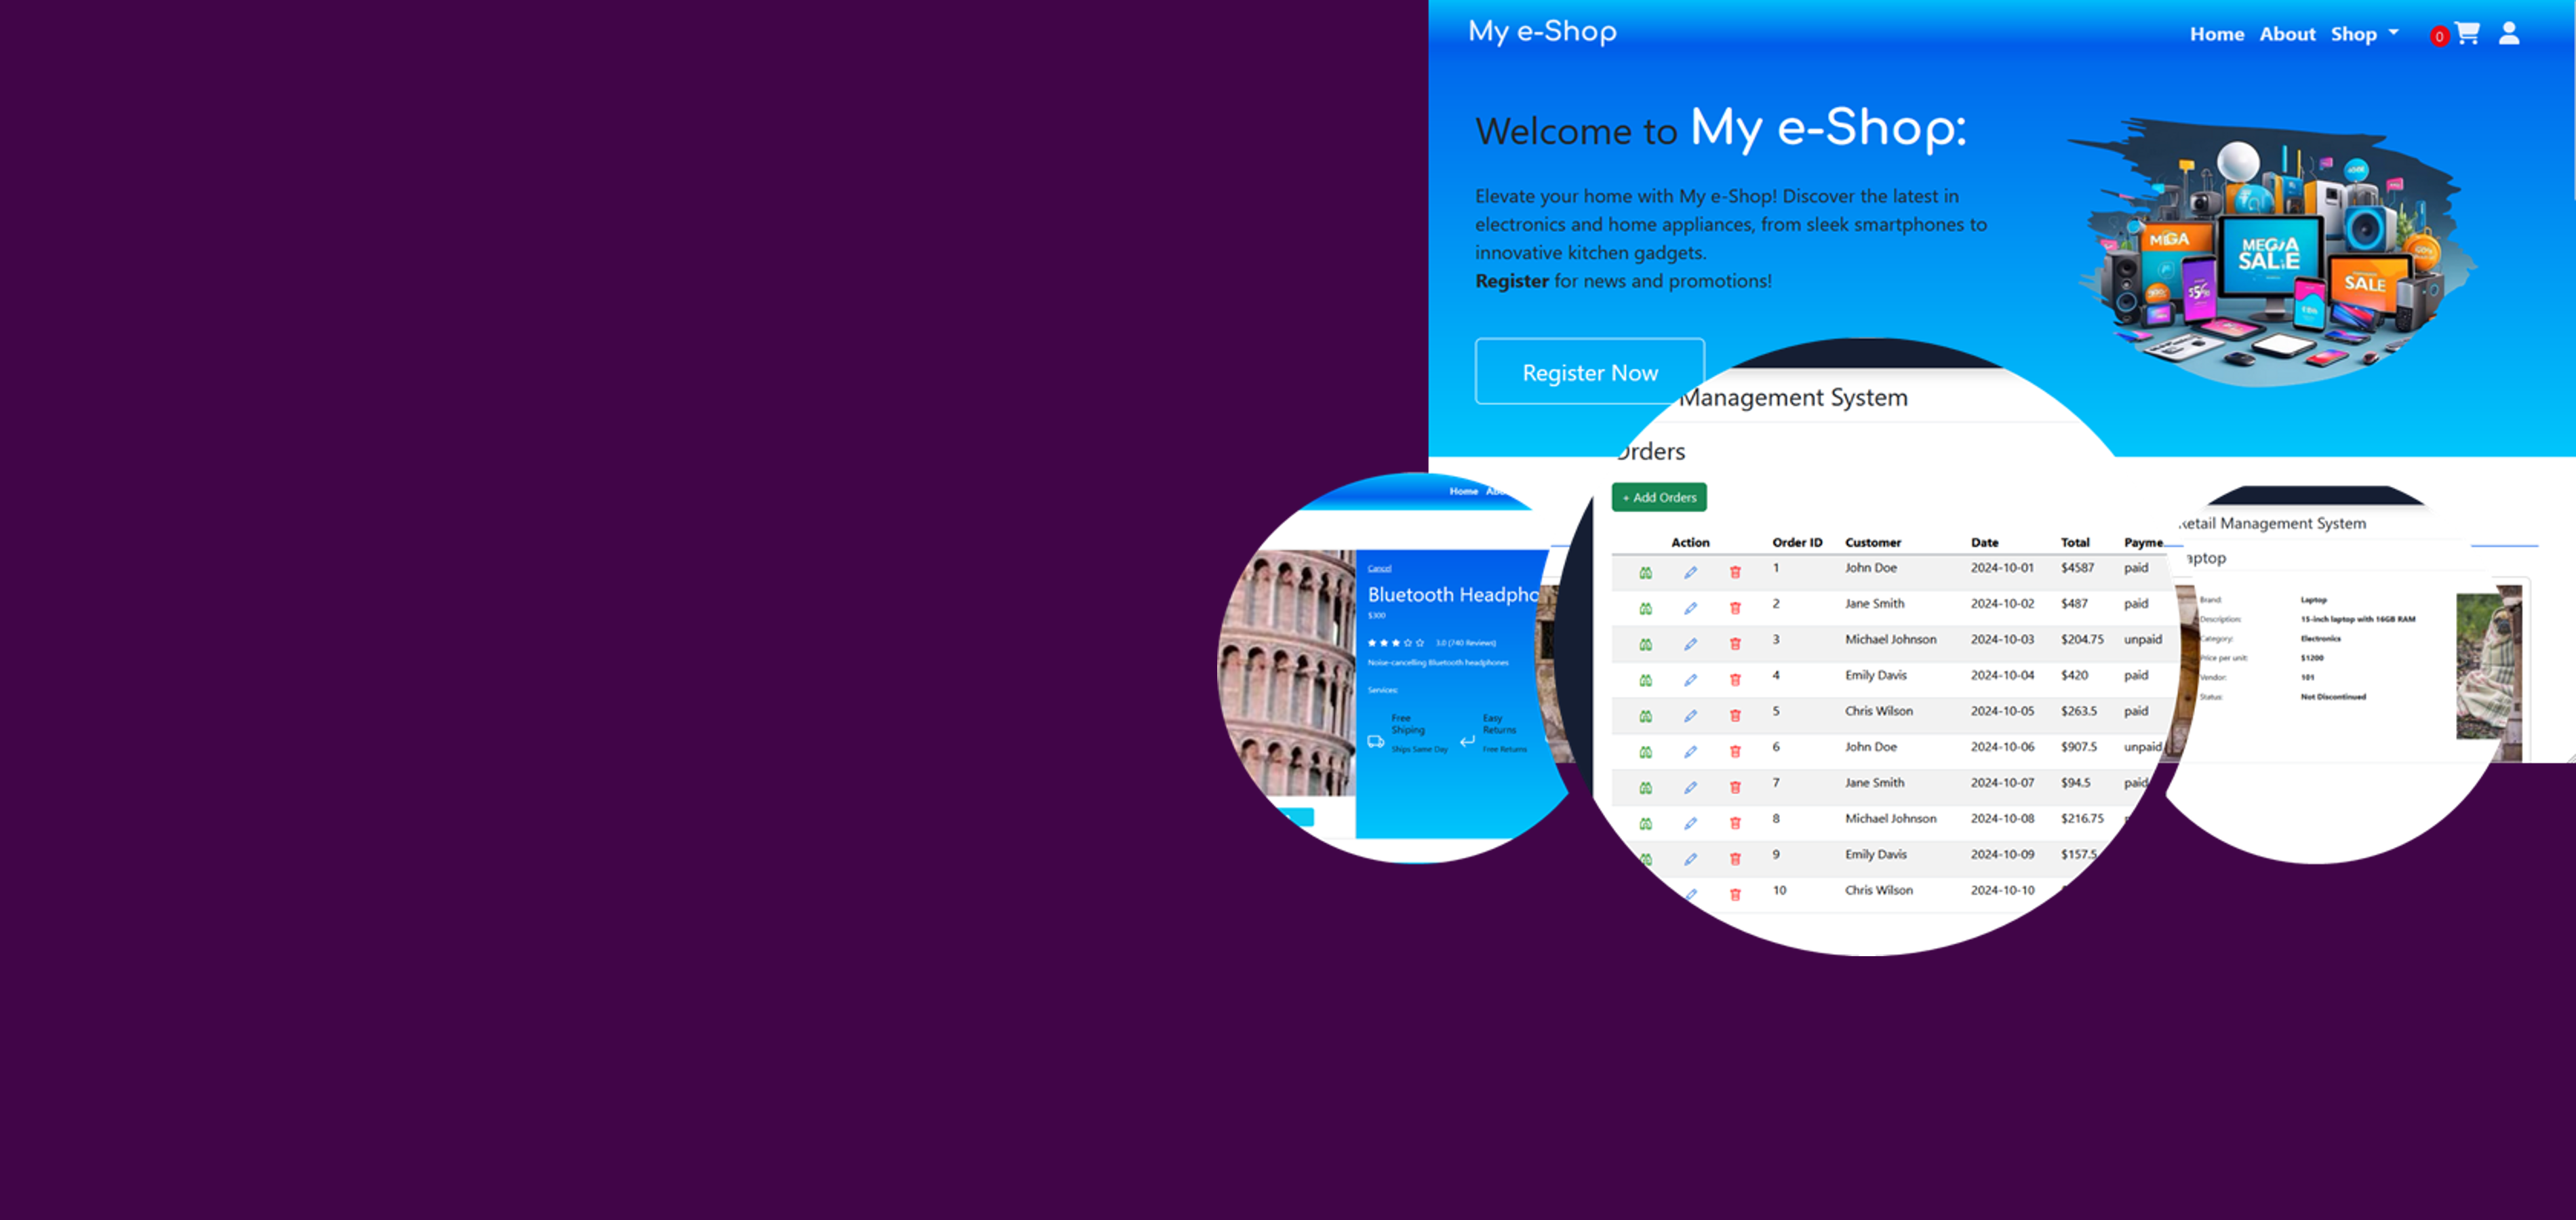 My e-Shop
Home About Shop
0
Welcome to My e-Shop:
Elevate your home with My e-Shop! Discover the latest in
electronics and home appliances, from sleek smartphones to
innovative kitchen gadgets.
Register for news and promotions!
MEGA SALE
SALE
Register Now
Management System
Orders
+ Add Orders
Action Order ID Customer Date Total Payme
1 John Doe 2024-10-01 $4587 paid
2 Jane Smith 2024-10-02 $487 paid
3 Michael Johnson 2024-10-03 $204.75 unpaid
4 Emily Davis 2024-10-04 $420 paid
5 Chris Wilson 2024-10-05 $263.5 paid
6 John Doe 2024-10-06 $907.5 unpaid
7 Jane Smith 2024-10-07 $94.5 paid
8 Michael Johnson 2024-10-08 $216.75
9 Emily Davis 2024-10-09 $157.5
10 Chris Wilson 2024-10-10
Home
Cancel
Bluetooth Headpho
$300
3.0 (740 Reviews)
Noise-cancelling Bluetooth headphones
Services:
Free
Shiping
Ships Same Day
Easy
Returns
Free Returns
Retail Management System
aptop
Brand: Laptop
Description: 15-inch laptop with 16GB RAM
Category: Electronics
Price per unit: $1200
Vendor: 101
Status: Not Discontinued